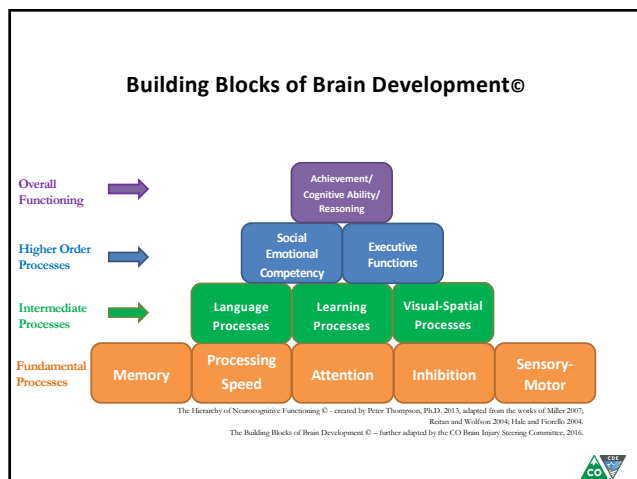 Building Blocks of Brain Development©
Overall
Functioning
Achievement/
Cognitive Ability/
Reasoning
Higher Order
Processes
Social
Emotional
Competency
Executive
Functions
Intermediate
Processes
Language
Processes
Learning
Processes
Visual-Spatial
Processes
Fundamental
Processes
Memory
Processing
Speed
Attention
Inhibition
Sensory-
Motor
The Hierarchy of Neurocognitive Functioning © - created by Peter Thompson, Ph.D. 2013, adapted from the works of Miller 2007;
Reitan and Wolfson 2004; Hale and Fiorello 2004.
The Building Blocks of Brain Development © – further adapted by the CO Brain Injury Steering Committee, 2016.
CO
CDE